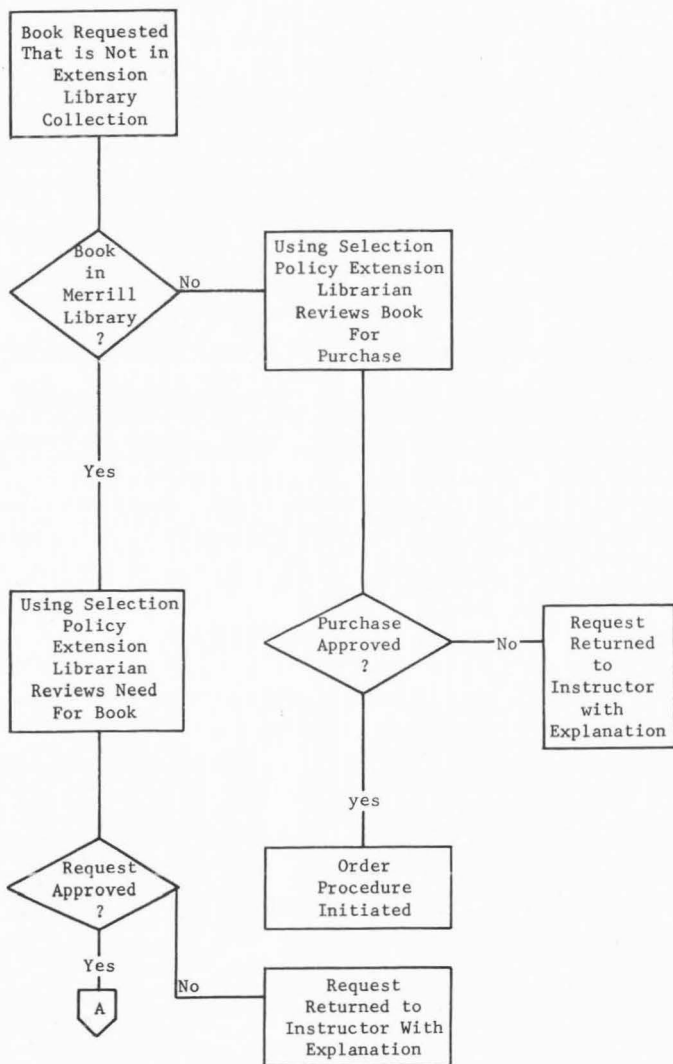 Book Requested
That is Not in
Extension
Library
Collection
Book
in
Merrill
Library
?
No
Using Selection
Policy Extension
Librarian
Reviews Book
For
Purchase
Yes
Using Selection
Policy
Extension
Librarian
Reviews Need
For Book
Purchase
Approved
?
No
Request
Returned
to
Instructor
with
Explanation
yes
Order
Procedure
Initiated
Request
Approved
?
Yes
A
No
Request
Returned to
Instructor With
Explanation